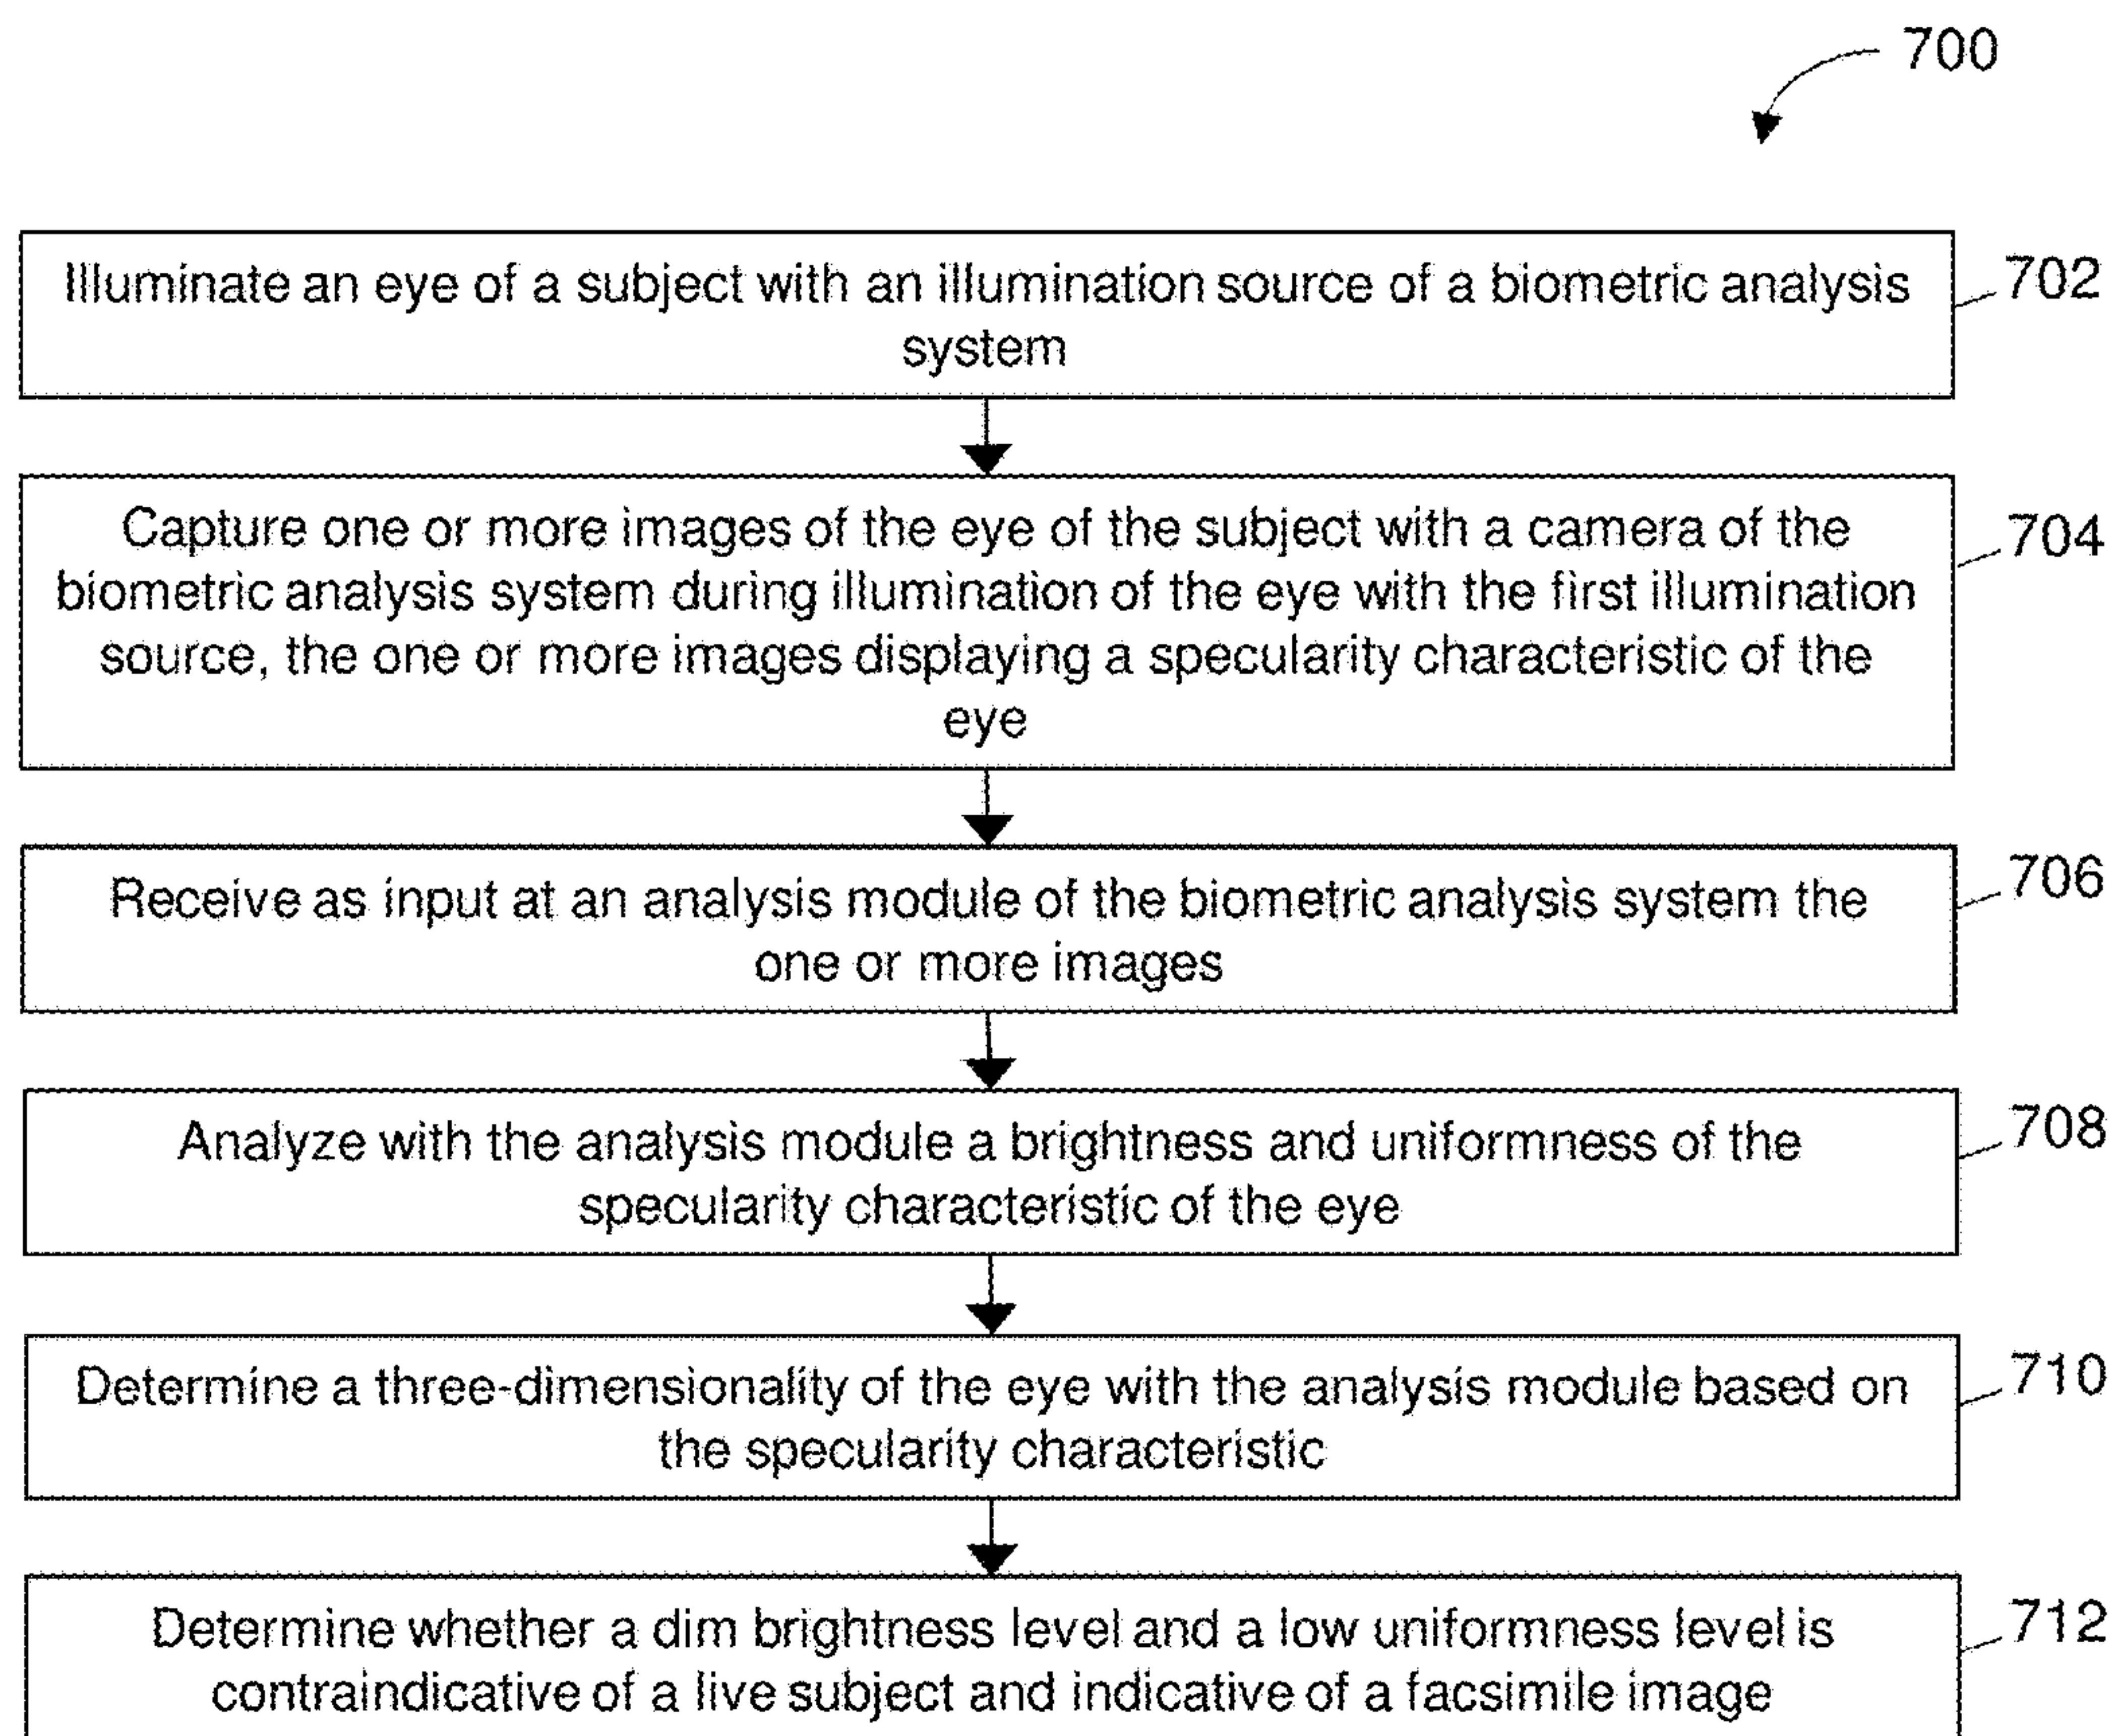 700
Illuminate an eye of a subject with an illumination source of a biometric analysis
system
702
Capture one or more images of the eye of the subject with a camera of the
biometric analysis system during illumination of the eye with the first illumination
source, the one or more images displaying a specularity characteristic of the
eye
704
Receive as input at an analysis module of the biometric analysis system the
one or more images
706
Analyze with the analysis module a brightness and uniformness of the
specularity characteristic of the eye
708
Determine a three-dimensionality of the eye with the analysis module based on
the specularity characteristic
710
Determine whether a dim brightness level and a low uniformness level is
contraindicative of a live subject and indicative of a facsimile image
712